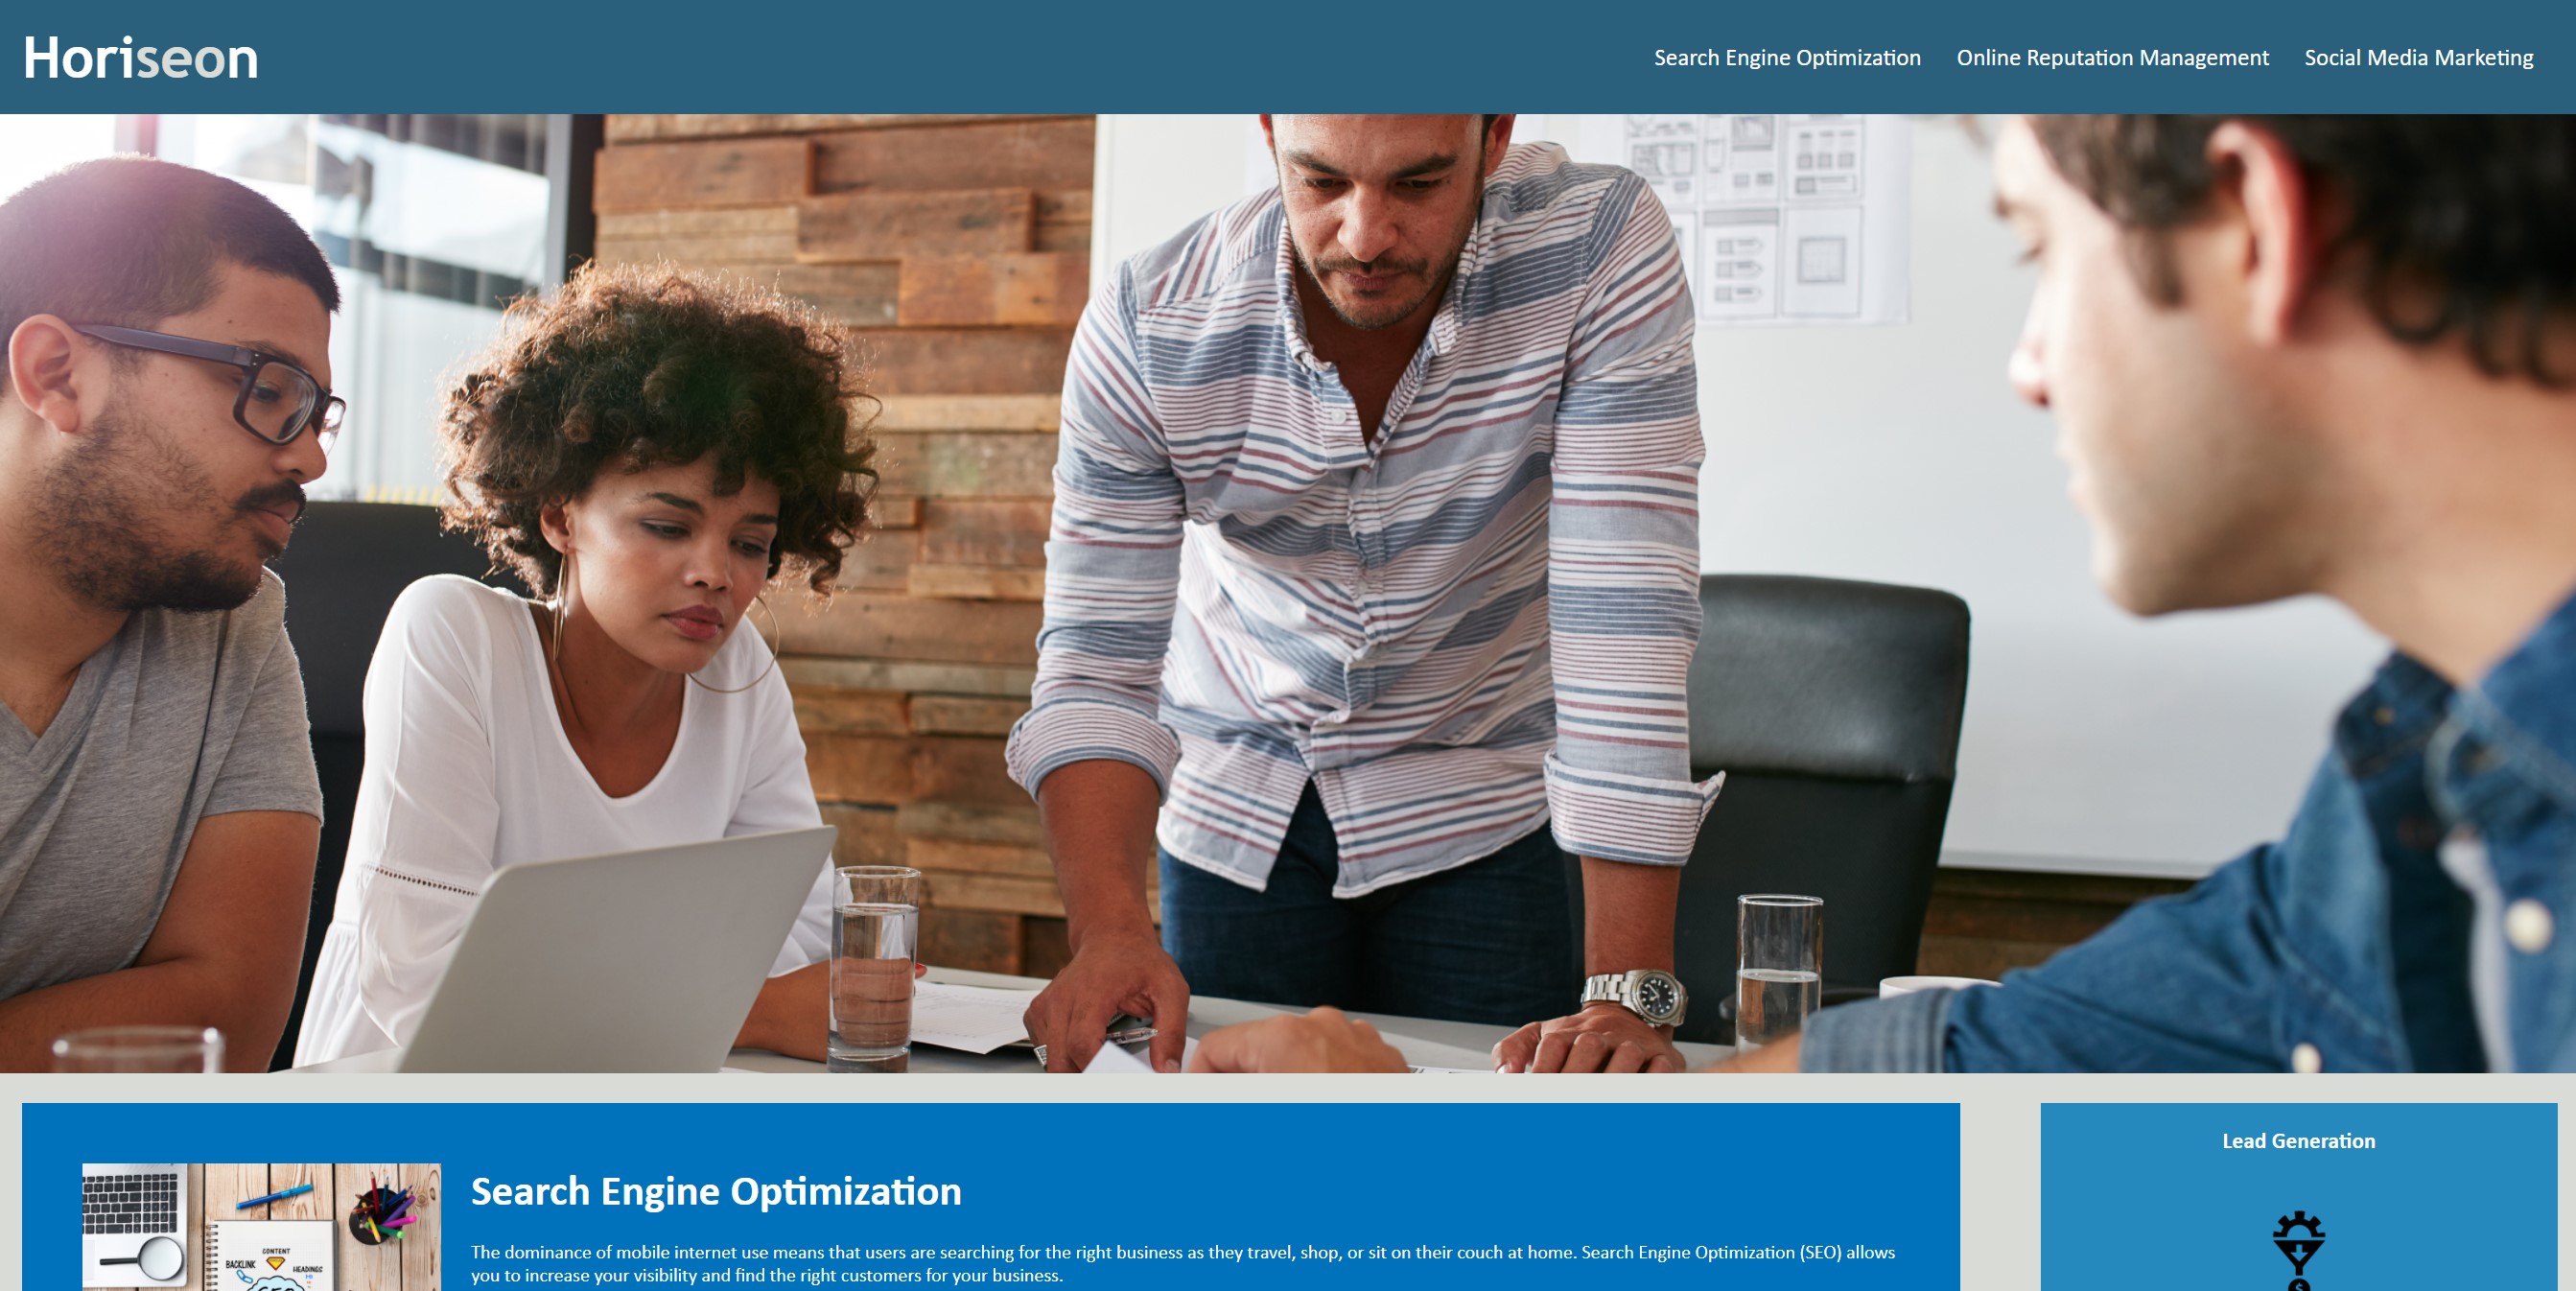 Horiseon
Search Engine Optimization
Online Reputation Management
Social Media Marketing
Search Engine Optimization
The dominance of mobile internet use means that users are searching for the right business as they travel, shop, or sit on their couch at home. Search Engine Optimization (SEO) allows
you to increase your visibility and find the right customers for your business.
CONTENT
BACKLINK
HEADINGS
Lead Generation
$